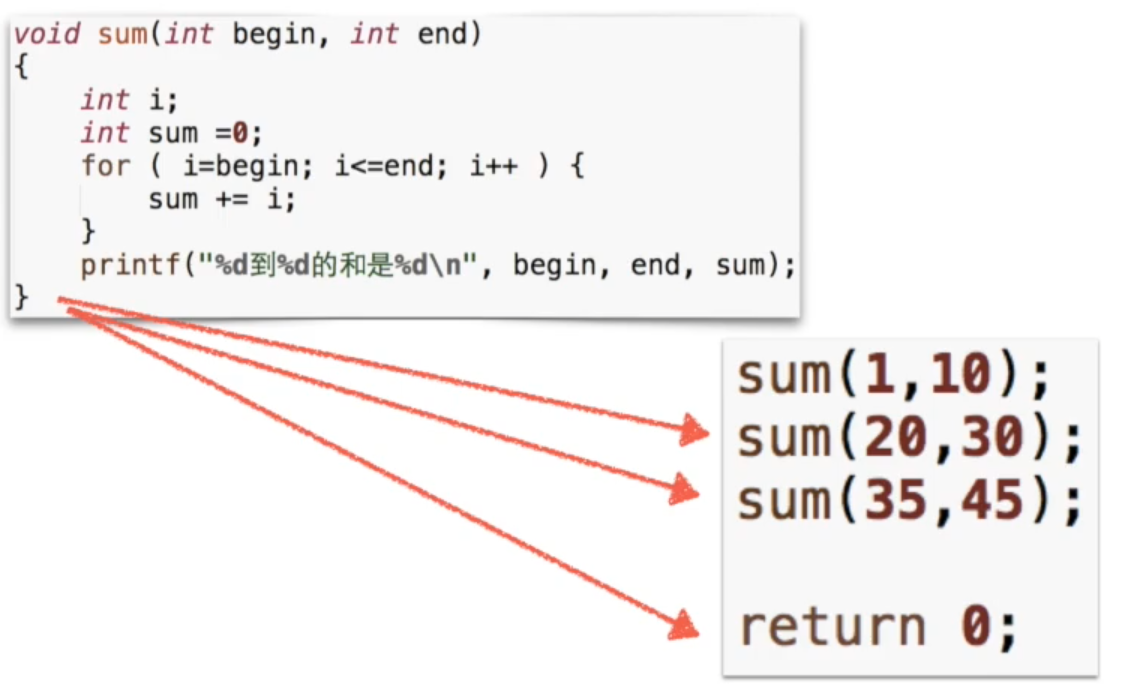 void sum(int begin, int end)
{
    int i;
    int sum =0;
    for ( i=begin; i<=end; i++ ) {
        sum += i;
    }
    printf("%d到%d的和是%d\n", begin, end, sum);
}
sum(1,10);
sum(20,30);
sum(35,45);
return 0;